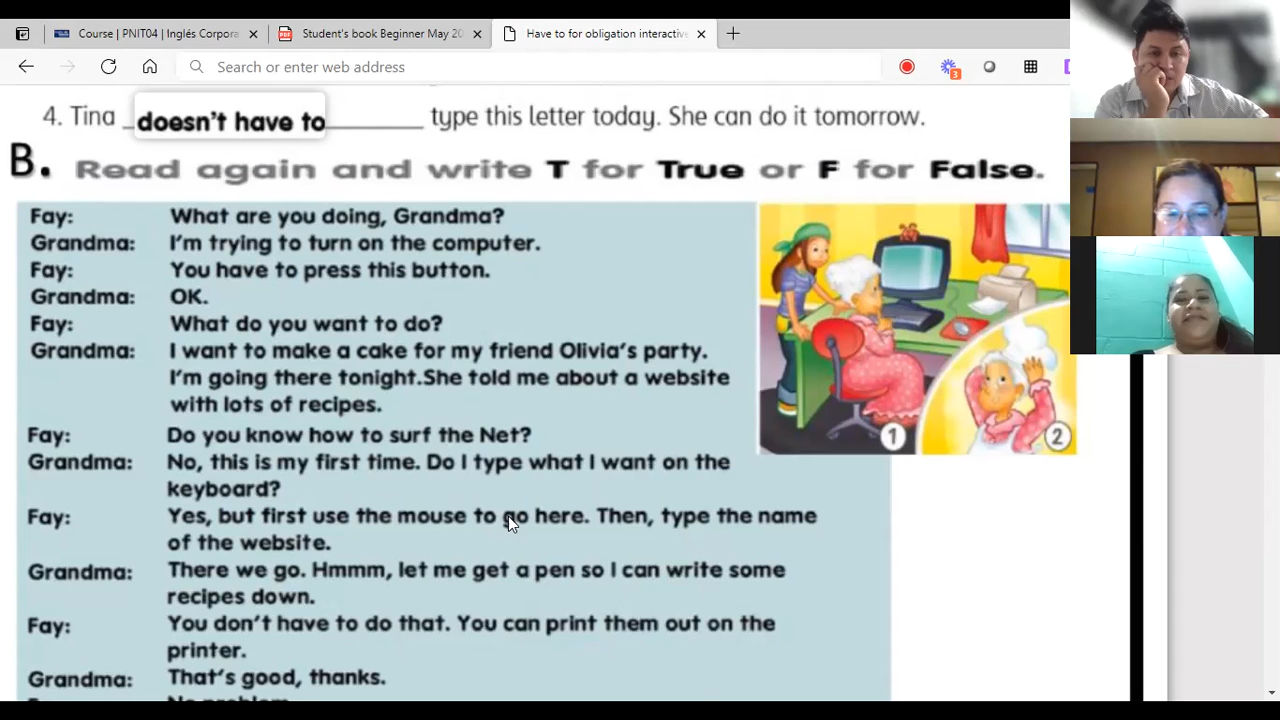 Course | PNIT04 | Inglés Corpora
Student's book Beginner May 20
Have to for obligation interactiv
Search or enter web address
3
4. Tina doesn't have to type this letter today. She can do it tomorrow.
B. Read again and write T for True or F for False.
Fay: What are you doing, Grandma?
Grandma: I'm trying to turn on the computer.
Fay: You have to press this button.
Grandma: OK.
Fay: What do you want to do?
Grandma: I want to make a cake for my friend Olivia's party.
I'm going there tonight.She told me about a website
with lots of recipes.
Fay: Do you know how to surf the Net?
Grandma: No, this is my first time. Do I type what I want on the
keyboard?
Fay: Yes, but first use the mouse to go here. Then, type the name
of the website.
Grandma: There we go. Hmmm, let me get a pen so I can write some
recipes down.
Fay: You don't have to do that. You can print them out on the
printer.
Grandma: That's good, thanks.
1
2